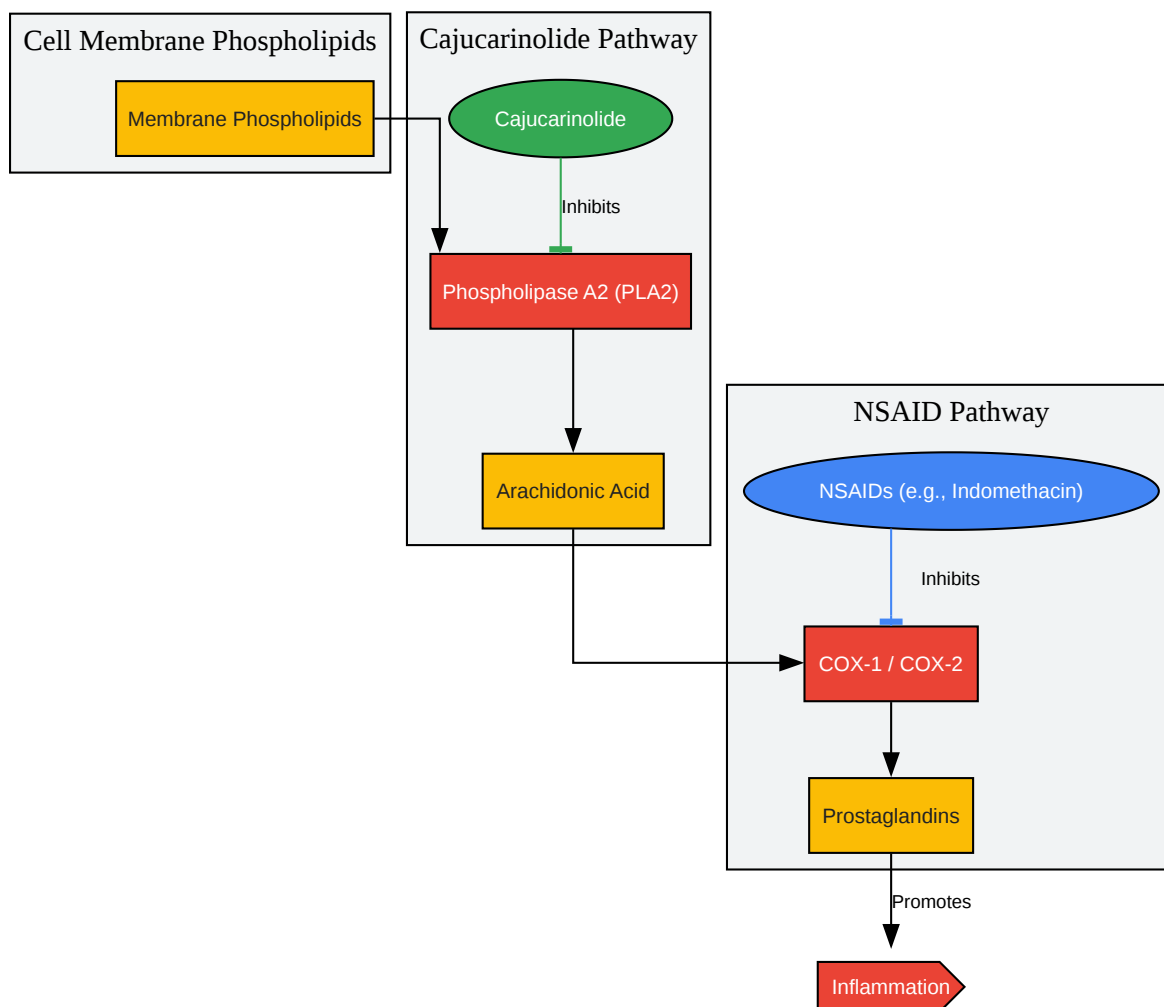 Cell Membrane Phospholipids
Membrane Phospholipids
Cajucarinolide Pathway
Cajucarinolide
Inhibits
Phospholipase A2 (PLA2)
Arachidonic Acid
NSAID Pathway
NSAIDs (e.g., Indomethacin)
Inhibits
COX-1 / COX-2
Prostaglandins
Promotes
Inflammation